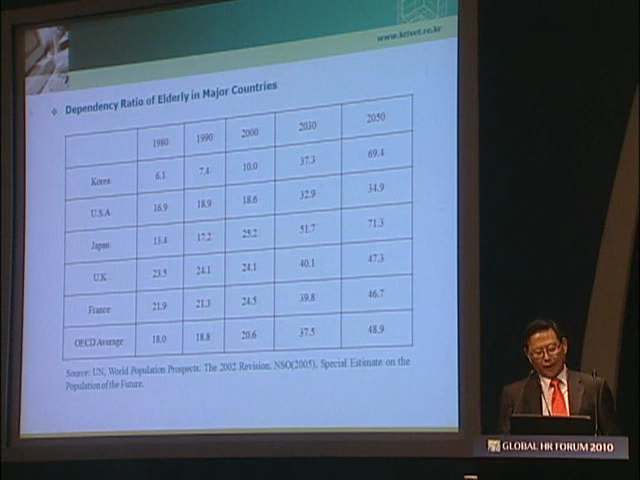 www.krivet.re.kr
Dependency Ratio of Elderly in Major Countries
1980 1990 2000 2030 2050
Korea 6.1 7.4 10.0 37.3 69.4
U.S.A 16.9 18.9 18.6 32.9 34.9
Japan 13.4 17.2 25.2 51.7 71.3
U.K 23.5 24.1 24.1 40.1 47.3
France 21.9 21.3 24.5 39.8 46.7
OECD Average 18.0 18.8 20.6 37.5 48.9
Source: UN, World Population Prospects: The 2002 Revision. NSO(2005), Special Estimate on the
Population of the Future.
GLOBAL HR FORUM 2010